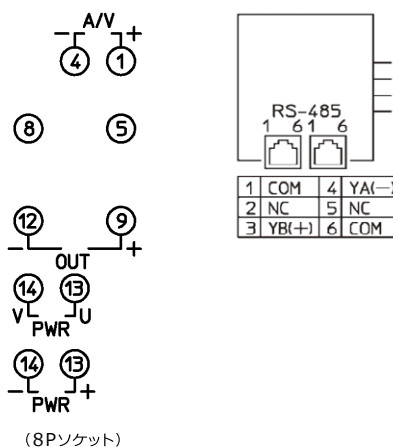 A/V
- +
④ ①
⑧ ⑤
⑫ ⑨
- +
OUT
⑭ ⑬
V U
PWR
⑭ ⑬
- +
PWR
(8Pソケット)
RS-485
1 6 1 6
1 COM 4 YA(-)
2 NC 5 NC
3 YB(+) 6 COM